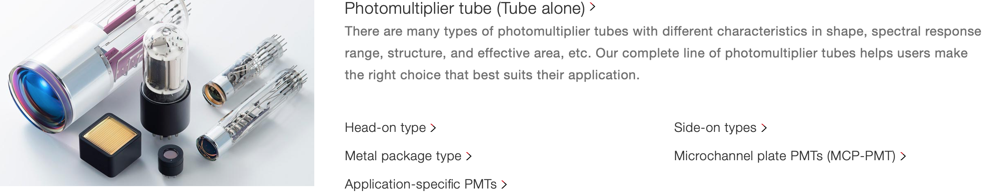 Photomultiplier tube (Tube alone)
There are many types of photomultiplier tubes with different characteristics in shape, spectral response
range, structure, and effective area, etc. Our complete line of photomultiplier tubes helps users make
the right choice that best suits their application.
Head-on type
Side-on types
Metal package type
Microchannel plate PMTs (MCP-PMT)
Application-specific PMTs